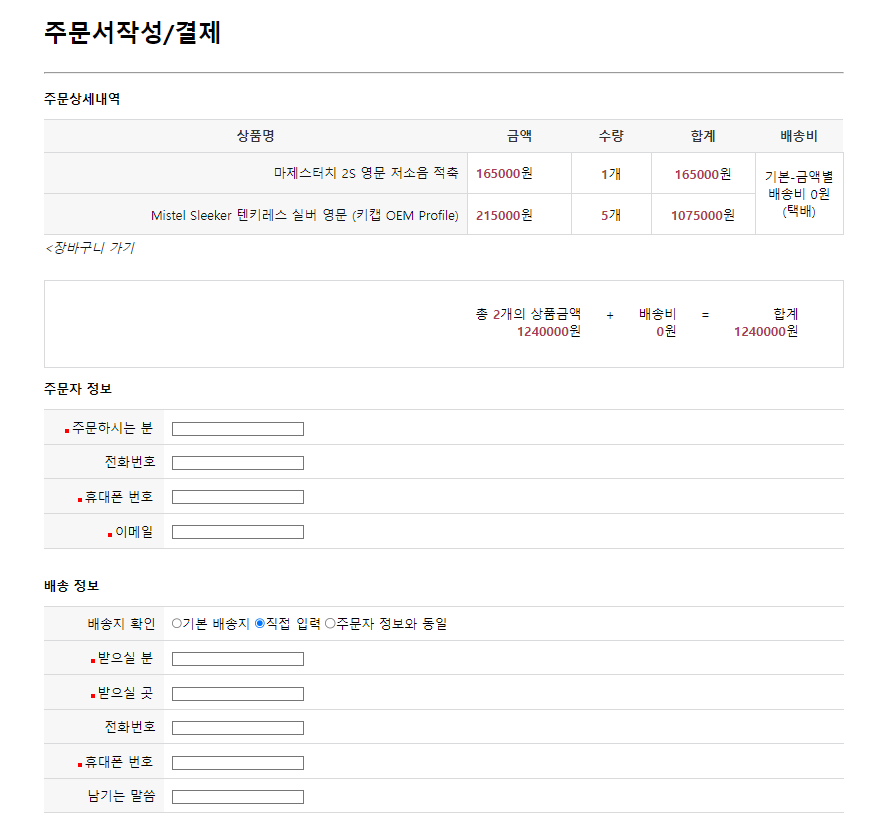 주문서작성/결제
주문상세내역
상품명 금액 수량 합계 배송비
마제스터치 2S 영문 저소음 적축 165000원 1개 165000원 기본-금액별
배송비 0원
(택배)
Mistel Sleeker 텐키레스 실버 영문 (키캡 OEM Profile) 215000원 5개 1075000원
<장바구니 가기
총 2개의 상품금액 + 배송비 = 합계
1240000원 0원 1240000원
주문자 정보
주문하시는 분
전화번호
휴대폰 번호
이메일
배송 정보
배송지 확인 기본 배송지 직접 입력 주문자 정보와 동일
받으실 분
받으실 곳
전화번호
휴대폰 번호
남기는 말씀